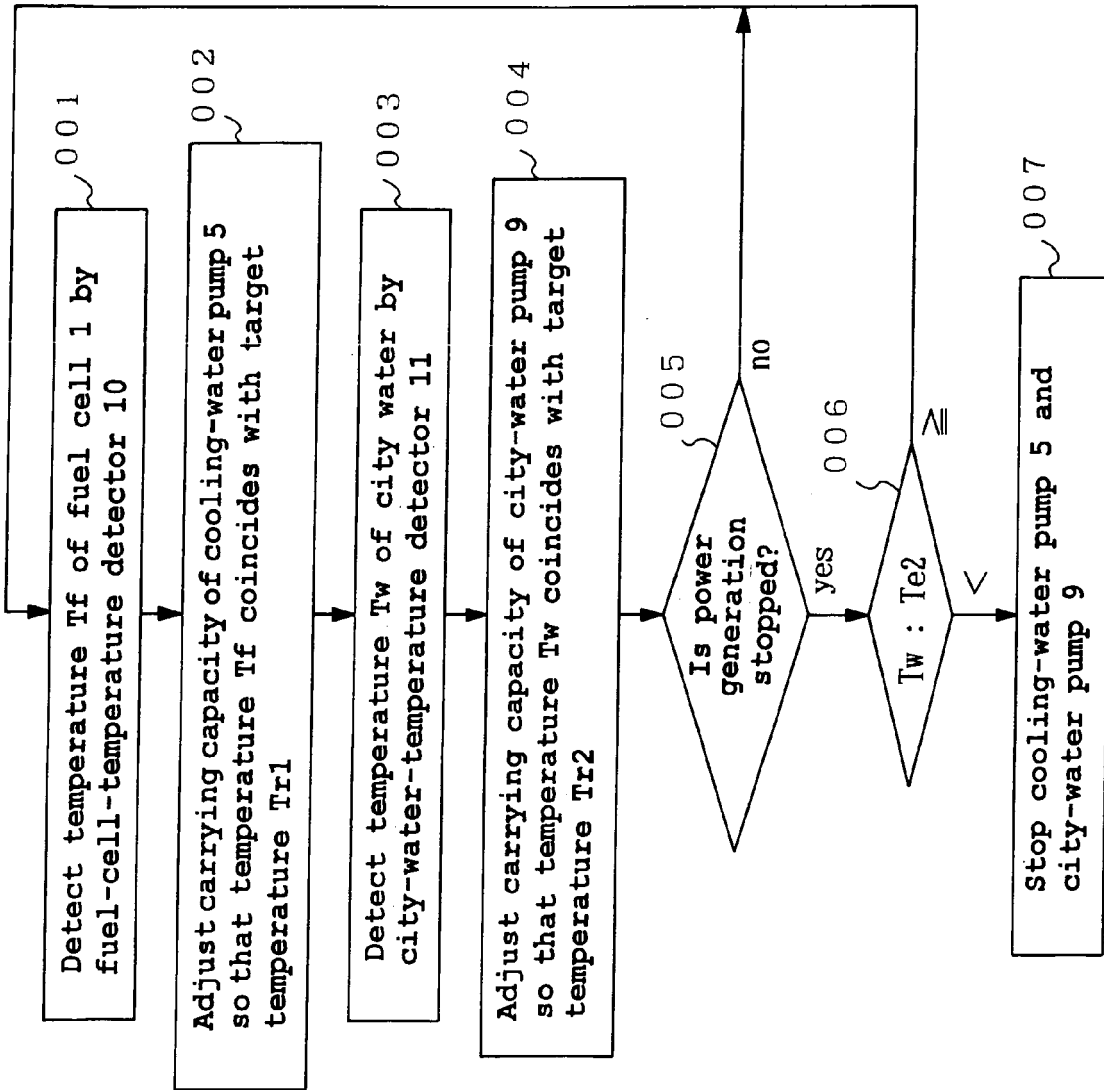 Detect temperature Tf of fuel cell 1 by
fuel-cell-temperature detector 10
001
Adjust carrying capacity of cooling-water pump 5
so that temperature Tf coincides with target
temperature Tr1
002
Detect temperature Tw of city water by
city-water-temperature detector 11
003
Adjust carrying capacity of city-water pump 9
so that temperature Tw coincides with target
temperature Tr2
004
Is power
generation
stopped?
005
no
yes
Tw : Te2
006
≧
<
Stop cooling-water pump 5 and
city-water pump 9
007